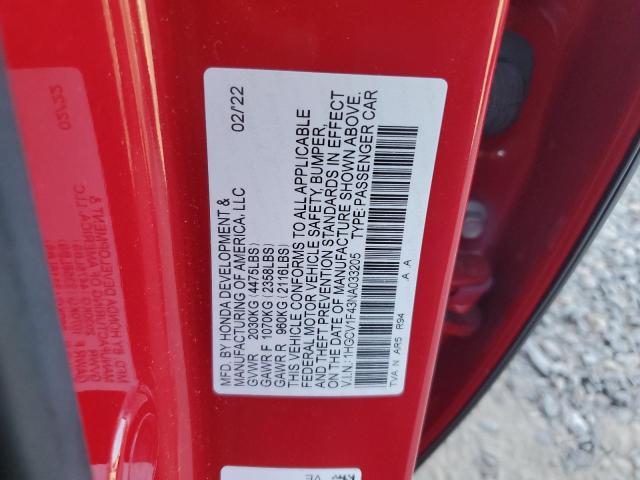 MFD. BY HONDA DEVELOPMENT &
MANUFACTURING OF AMERICA, LLC
02/'22
GVWR 2030KG (4475LBS)
GAWR F 1070KG (2358LBS)
GAWR R 960KG (2116LBS)
THIS VEHICLE CONFORMS TO ALL APPLICABLE
FEDERAL MOTOR VEHICLE SAFETY, BUMPER,
AND THEFT PREVENTION STANDARDS IN EFFECT
ON THE DATE OF MANUFACTURE SHOWN ABOVE.
V.I.N.: 1HGCV1F43NA033205 TYPE: PASSENGER CAR
TVA N AR5 R94 .A .A